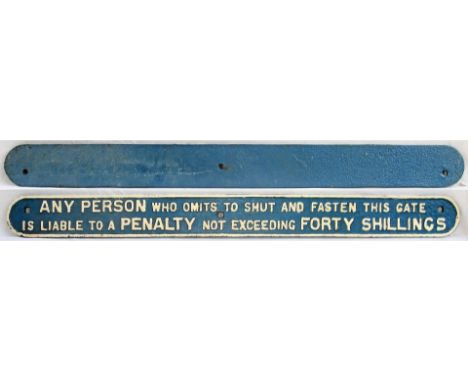 ANY PERSON WHO OMITS TO SHUT AND FASTEN THIS GATE
IS LIABLE TO A PENALTY NOT EXCEEDING FORTY SHILLINGS